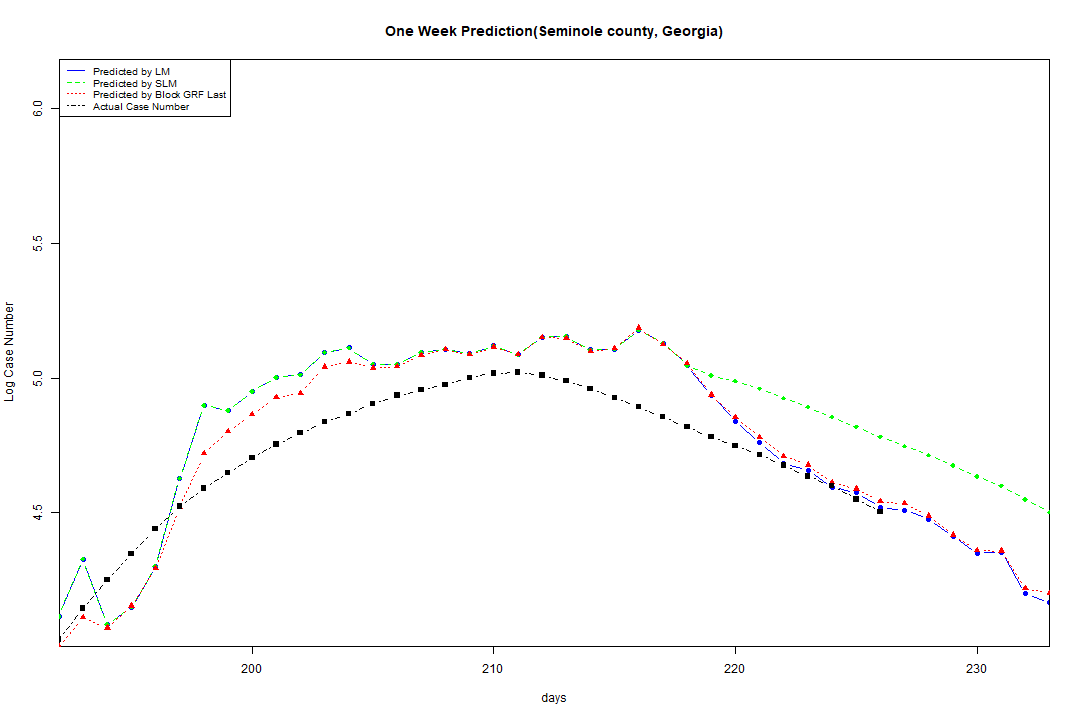 One Week Prediction(Seminole county, Georgia)
Predicted by LM
Predicted by SLM
Predicted by Block GRF Last
Actual Case Number
6.0
5.5
5.0
4.5
Log Case Number
200 210 220 230
days